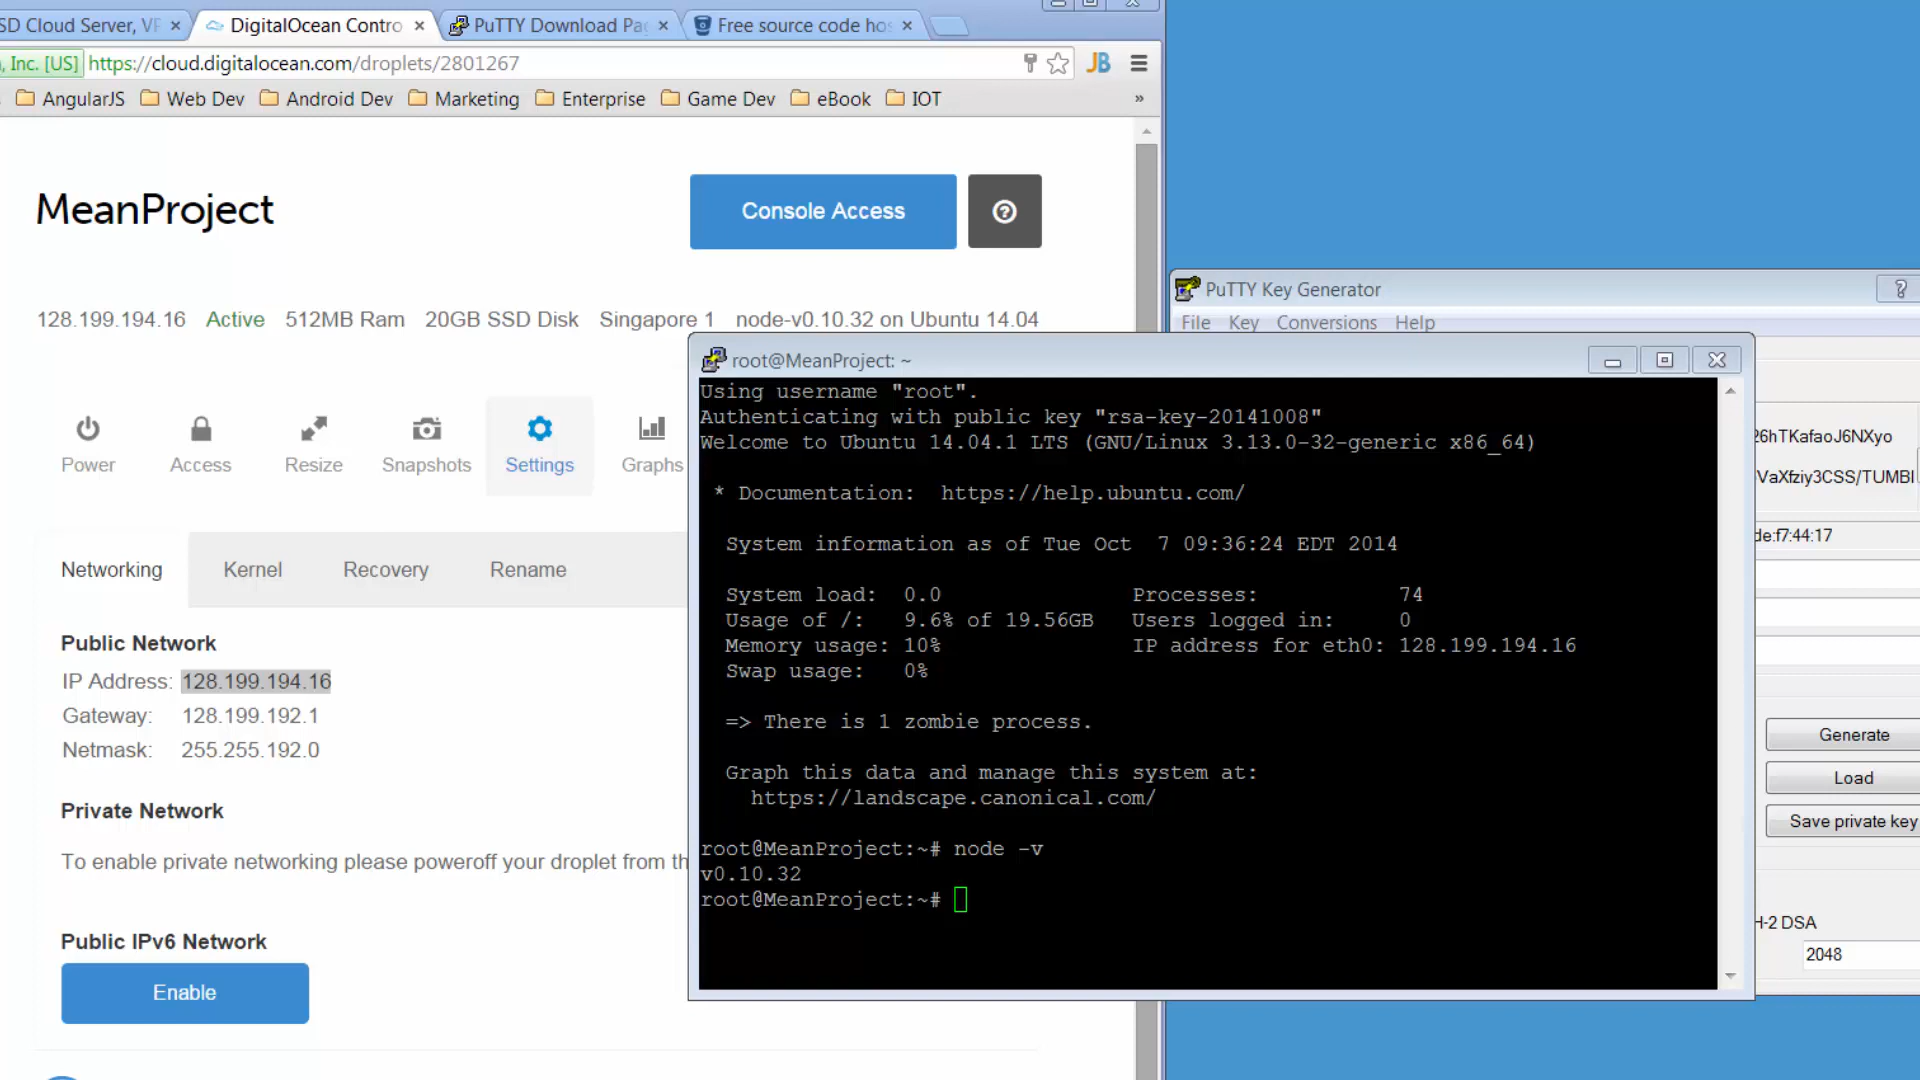 SD Cloud Server, VP
DigitalOcean Contro
PuTTY Download Pag
Free source code hos
, Inc. [US]
https://cloud.digitalocean.com/droplets/2801267
JB
AngularJS
Web Dev
Android Dev
Marketing
Enterprise
Game Dev
eBook
IOT
»
MeanProject
Console Access
128.199.194.16 Active 512MB Ram 20GB SSD Disk Singapore 1 node-v0.10.32 on Ubuntu 14.04
Power
Access
Resize
Snapshots
Settings
Graphs
Networking
Kernel
Recovery
Rename
Public Network
IP Address: 128.199.194.16
Gateway: 128.199.192.1
Netmask: 255.255.192.0
Private Network
To enable private networking please poweroff your droplet from th
Public IPv6 Network
Enable
PuTTY Key Generator
File Key Conversions Help
26hTKafaoJ6NXyo
VaXfziy3CSS/TUMBl
de:f7:44:17
Generate
Load
Save private key
H-2 DSA
2048
root@MeanProject: ~
Using username "root".
Authenticating with public key "rsa-key-20141008"
Welcome to Ubuntu 14.04.1 LTS (GNU/Linux 3.13.0-32-generic x86_64)
* Documentation: https://help.ubuntu.com/
System information as of Tue Oct 7 09:36:24 EDT 2014
System load: 0.0 Processes: 74
Usage of /: 9.6% of 19.56GB Users logged in: 0
Memory usage: 10% IP address for eth0: 128.199.194.16
Swap usage: 0%
=> There is 1 zombie process.
Graph this data and manage this system at:
https://landscape.canonical.com/
root@MeanProject:~# node -v
v0.10.32
root@MeanProject:~#